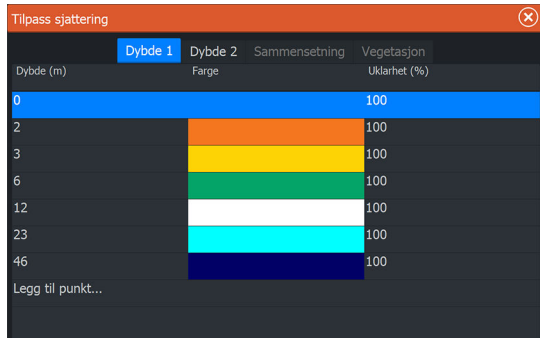 Tilpass sjattering
Dybde 1 Dybde 2 Sammensetning Vegetasjon
Dybde (m) Farge Uklarhet (%)
0 100
2 100
3 100
6 100
12 100
23 100
46 100
Legg til punkt...